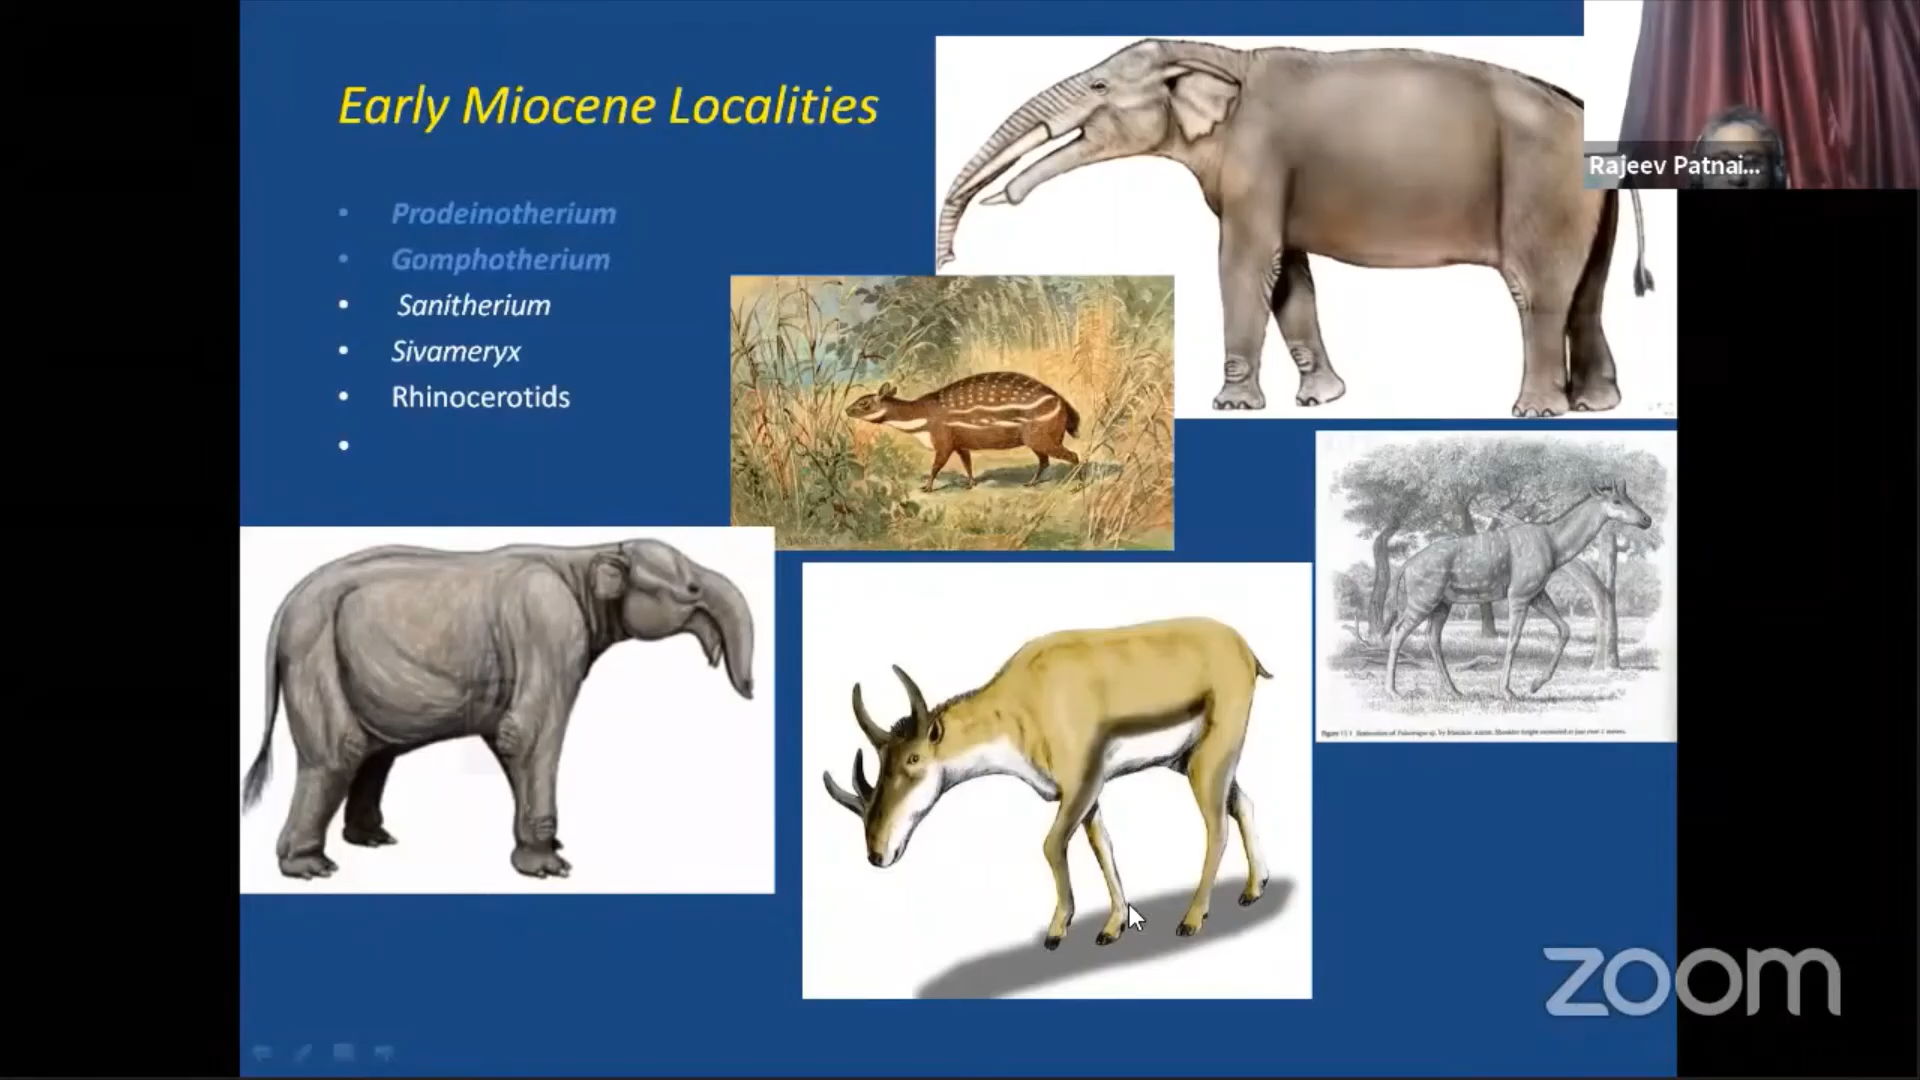 Early Miocene Localities
Rajeev Patnai...
• Prodeinotherium
• Gomphotherium
• Sanitherium
• Sivameryx
• Rhinocerotids
•
zoom